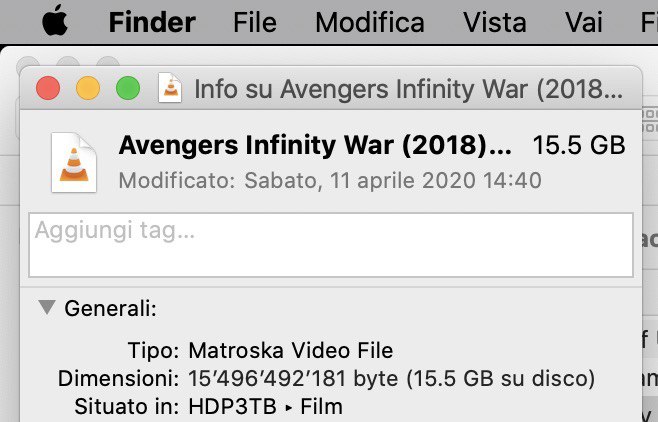 Finder File Modifica Vista Vai
Info su Avengers Infinity War (2018...
Avengers Infinity War (2018)... 15.5 GB
Modificato: Sabato, 11 aprile 2020 14:40
Aggiungi tag...
Generali:
Tipo: Matroska Video File
Dimensioni: 15’496’492’181 byte (15.5 GB su disco)
Situato in: HDP3TB ▸ Film